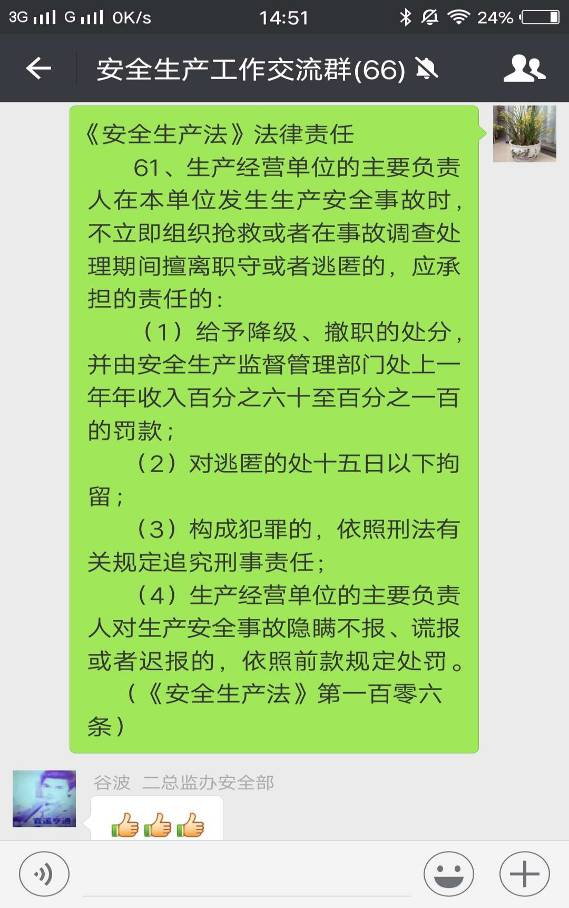 3G G 0K/s 14:51 24%
安全生产工作交流群(66)
《安全生产法》法律责任
61、生产经营单位的主要负责
人在本单位发生生产安全事故时，
不立即组织抢救或者在事故调查处
理期间擅离职守或者逃匿的，应承
担的责任的：
（1）给予降级、撤职的处分，
并由安全生产监督管理部门处上一
年年收入百分之六十至百分之一百
的罚款；
（2）对逃匿的处十五日以下拘
留；
（3）构成犯罪的，依照刑法有
关规定追究刑事责任；
（4）生产经营单位的主要负责
人对生产安全事故隐瞒不报、谎报
或者迟报的，依照前款规定处罚。
（《安全生产法》第一百零六
条）
谷波 二总监办安全部